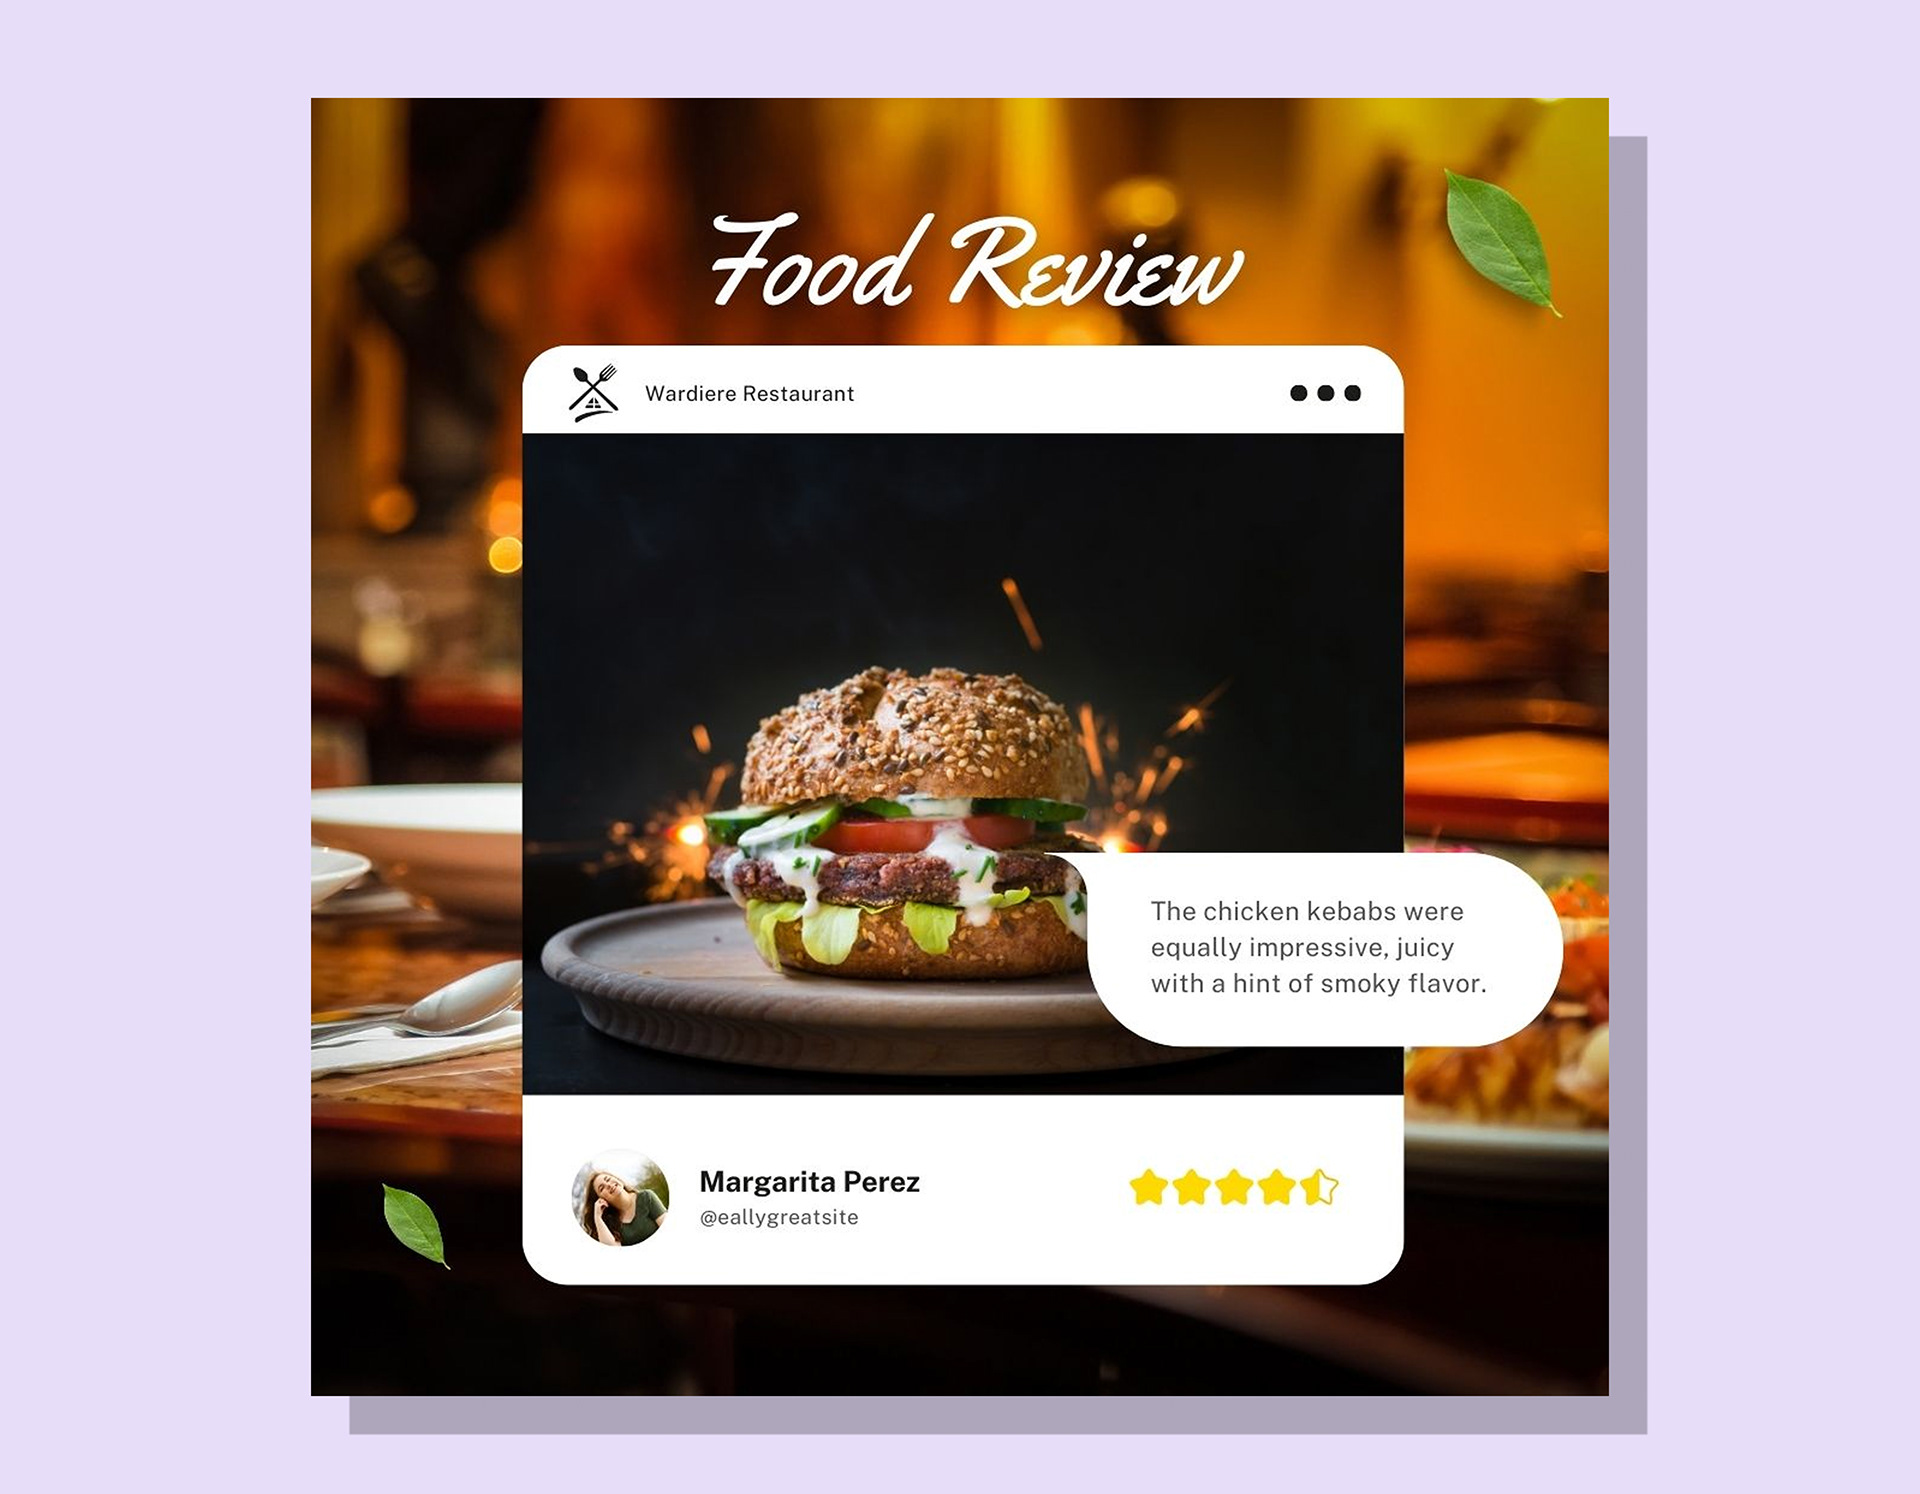 Food Review
Wardiere Restaurant
The chicken kebabs were
equally impressive, juicy
with a hint of smoky flavor.
Margarita Perez
@eallygreatsite